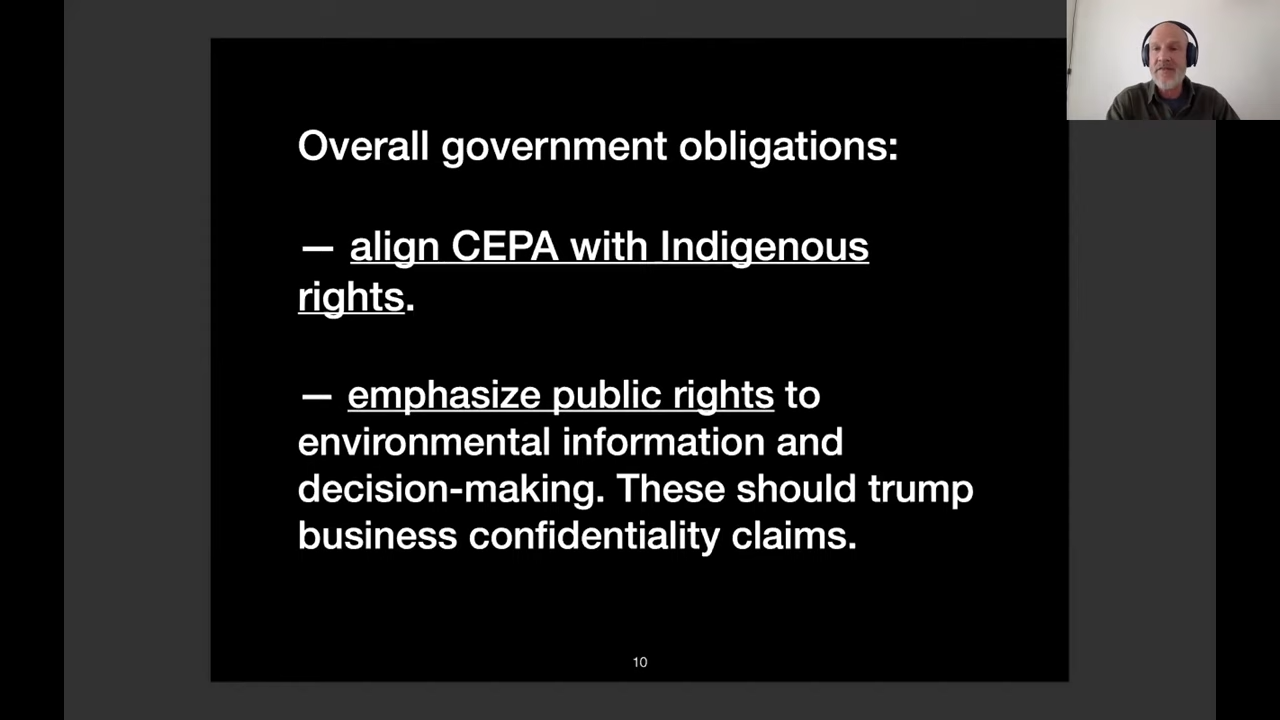 Overall government obligations:
— align CEPA with Indigenous
rights.
— emphasize public rights to
environmental information and
decision-making. These should trump
business confidentiality claims.
10